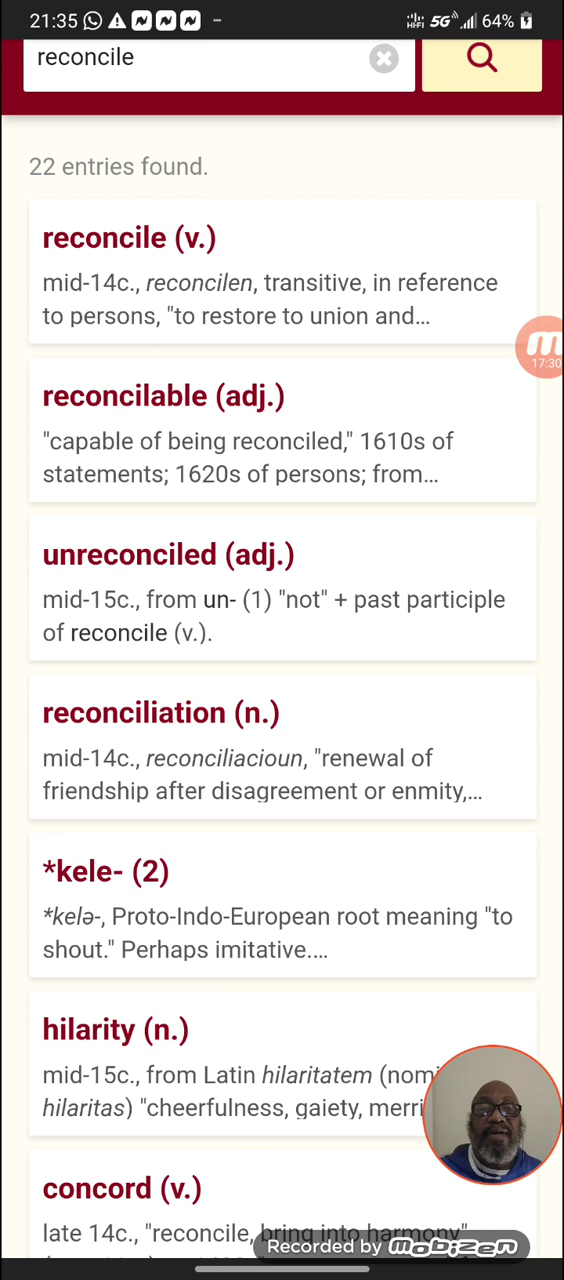 21:35 5G 64%
reconcile
22 entries found.
reconcile (v.)
mid-14c., reconcilen, transitive, in reference
to persons, "to restore to union and...
17:30
reconcilable (adj.)
"capable of being reconciled," 1610s of
statements; 1620s of persons; from...
unreconciled (adj.)
mid-15c., from un- (1) "not" + past participle
of reconcile (v.).
reconciliation (n.)
mid-14c., reconciliacioun, "renewal of
friendship after disagreement or enmity,...
*kele- (2)
*kelə-, Proto-Indo-European root meaning "to
shout." Perhaps imitative....
hilarity (n.)
mid-15c., from Latin hilaritatem (nomi
hilaritas) "cheerfulness, gaiety, merri
concord (v.)
late 14c., "reconcile, bring into harmony"
Recorded by mobizen